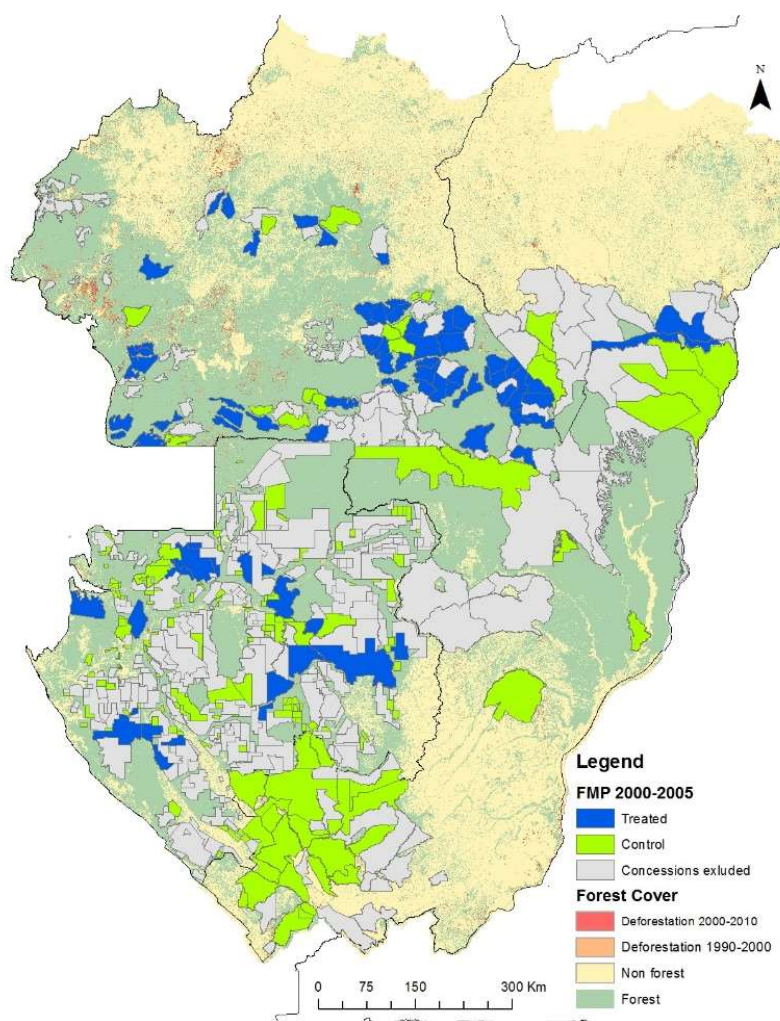 N
Legend
FMP 2000-2005
Treated
Control
Concessions exluded
Forest Cover
Deforestation 2000-2010
Deforestation 1990-2000
Non forest
Forest
0 75 150 300 Km